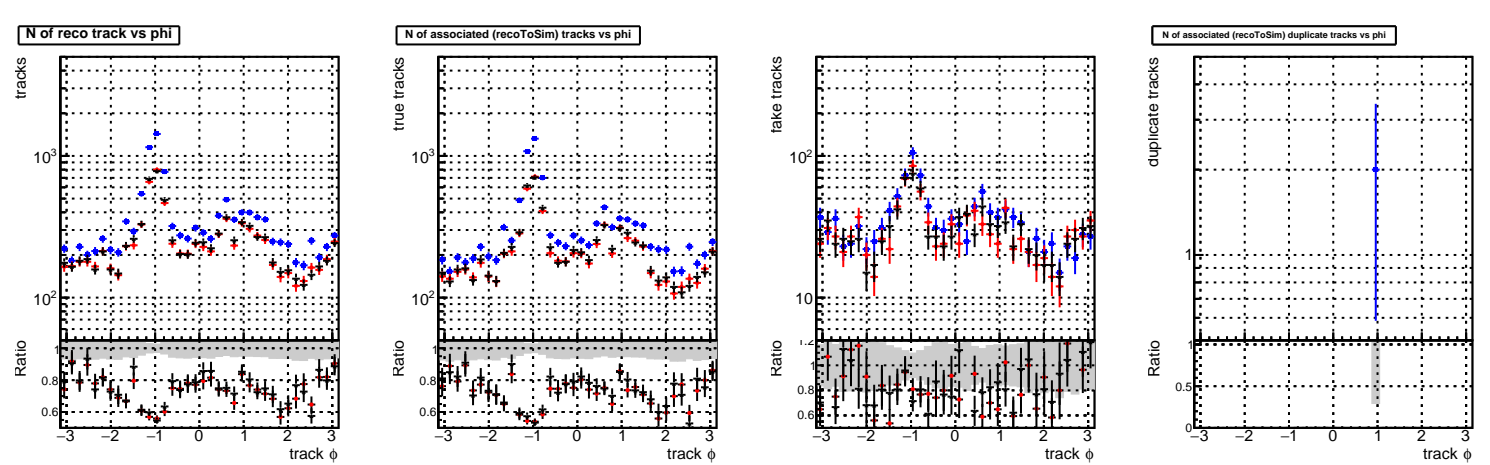 N of reco track vs phi
tracks
10³
10²
Ratio
1
0.8
0.6
−3 −2 −1 0 1 2 3
track ϕ
N of associated (recoToSim) tracks vs phi
true tracks
10³
10²
Ratio
1
0.8
0.6
−3 −2 −1 0 1 2 3
track ϕ
fake tracks
10²
10
Ratio
1.2
1
0.8
0.6
−3 −2 −1 0 1 2 3
track ϕ
N of associated (recoToSim) duplicate tracks vs phi
duplicate tracks
1
Ratio
1
0.5
0
−3 −2 −1 0 1 2 3
track ϕ